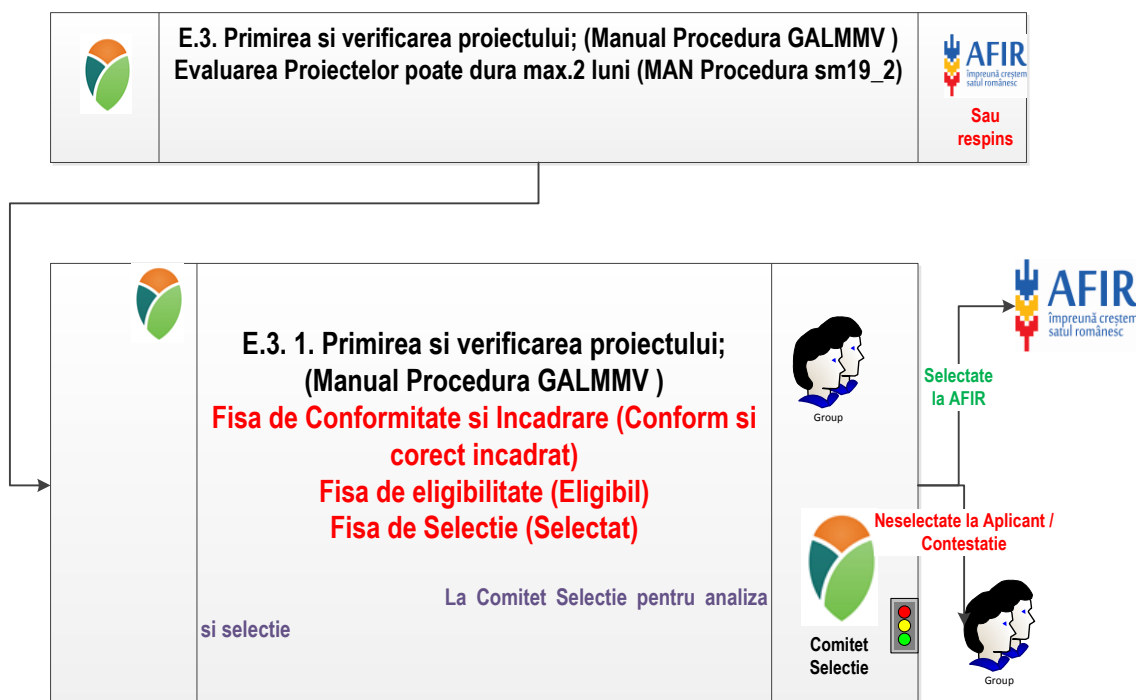 E.3. Primirea si verificarea proiectului; (Manual Procedura GALMMV )
Evaluarea Proiectelor poate dura max.2 luni (MAN Procedura sm19_2)
AFIR
împreună creștem
satul românesc
Sau
respins
E.3. 1. Primirea si verificarea proiectului;
(Manual Procedura GALMMV )
Fisa de Conformitate si Incadrare (Conform si
corect incadrat)
Fisa de eligibilitate (Eligibil)
Fisa de Selectie (Selectat)
La Comitet Selectie pentru analiza
si selectie
Group
Comitet
Selectie
AFIR
împreună creștem
satul românesc
Selectate
la AFIR
Neselectate la Aplicant /
Contestatie
Group